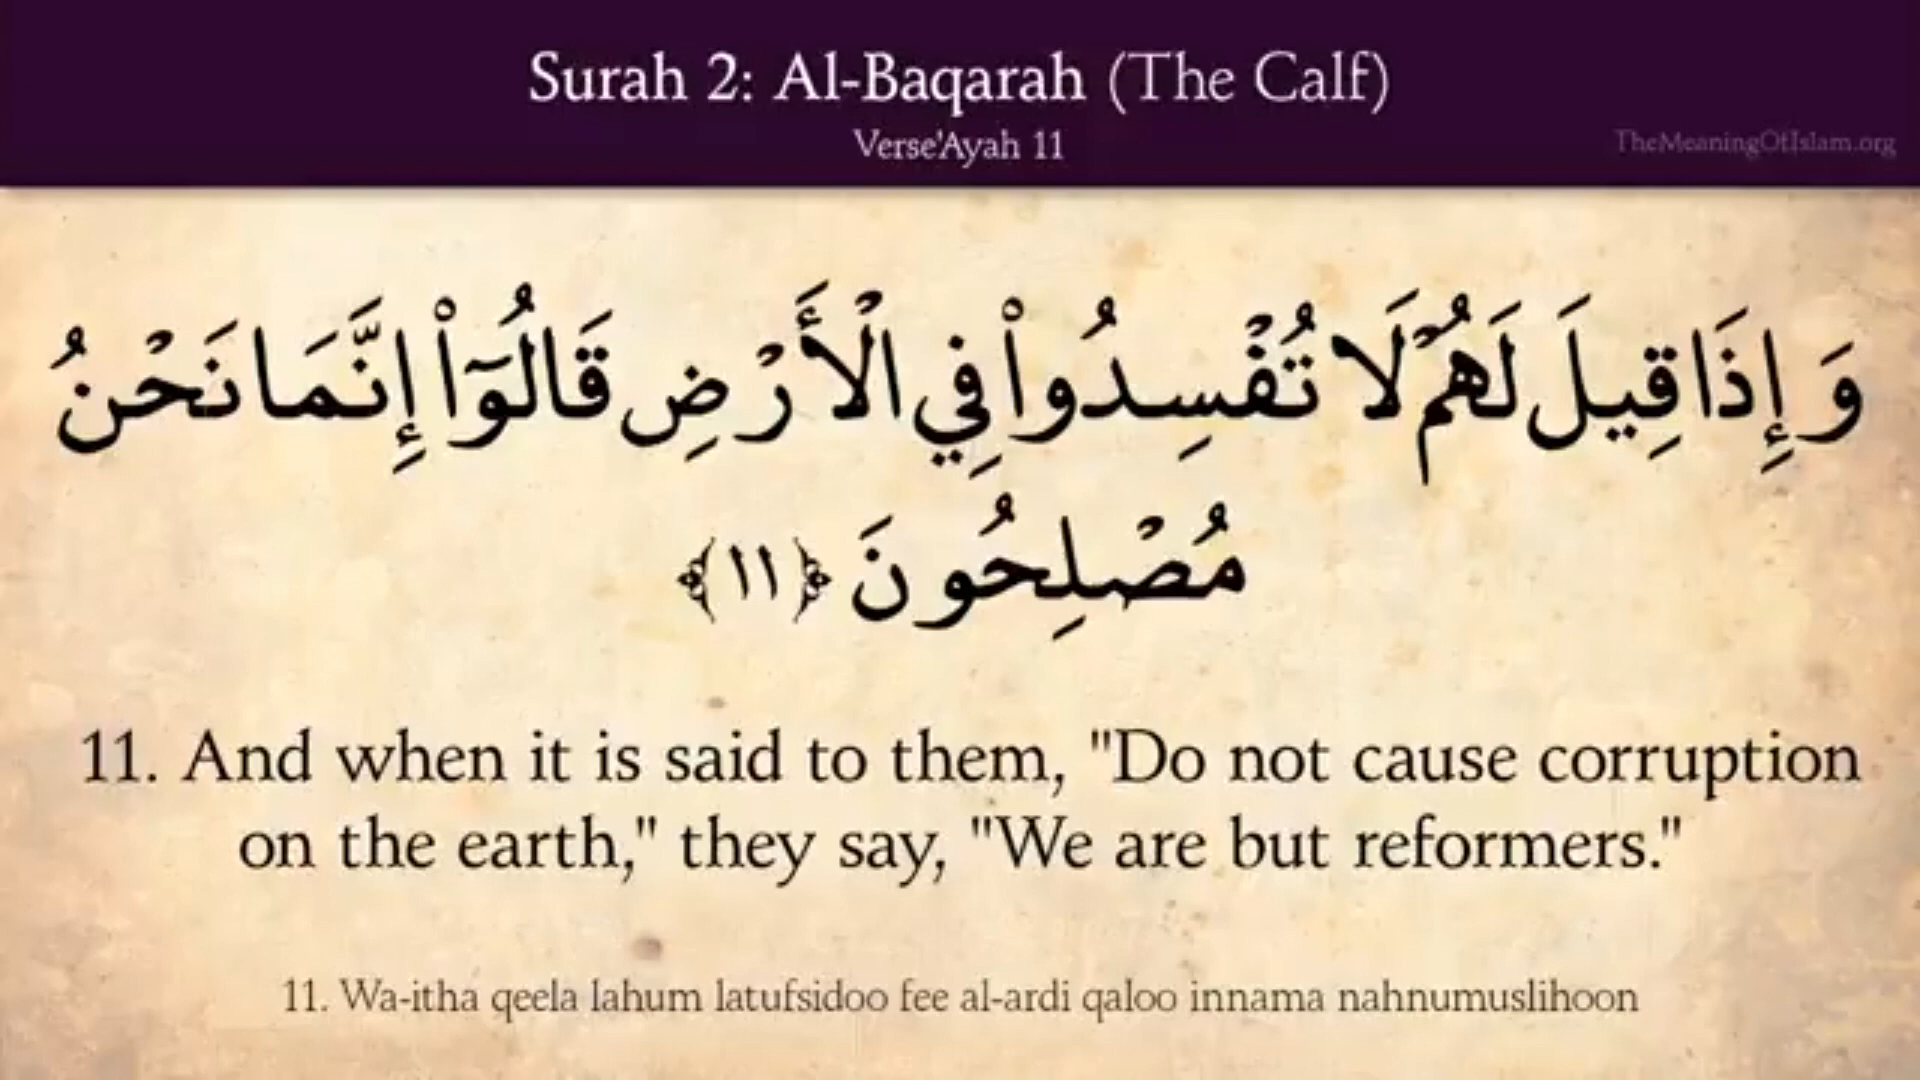 Surah 2: Al-Baqarah (The Calf)
Verse'Ayah 11
TheMeaningOfIslam.org
وَإِذَا قِيلَ لَهُمْ لَا تُفْسِدُواْ فِي الْأَرْضِ قَالُوٓاْ إِنَّمَا نَحْنُ
مُصْلِحُونَ ﴿١١﴾
11. And when it is said to them, "Do not cause corruption
on the earth," they say, "We are but reformers."
11. Wa-itha qeela lahum latufsidoo fee al-ardi qaloo innama nahnumuslihoon